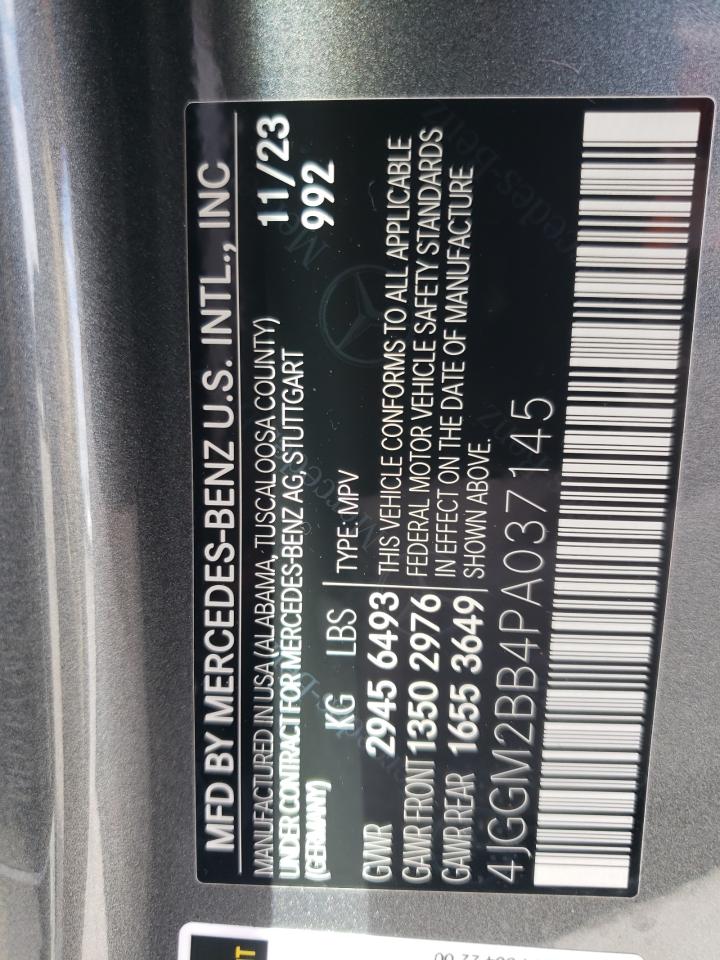 MFD BY MERCEDES-BENZ U.S. INTL., INC
MANUFACTURED IN USA (ALABAMA, TUSCALOOSA COUNTY) 11/23
UNDER CONTRACT FOR MERCEDES-BENZ AG, STUTTGART 992
(GERMANY)
KG LBS TYPE: MPV
GVWR 2945 6493 THIS VEHICLE CONFORMS TO ALL APPLICABLE
GAWR FRONT 1350 2976 FEDERAL MOTOR VEHICLE SAFETY STANDARDS
GAWR REAR 1655 3649 IN EFFECT ON THE DATE OF MANUFACTURE
SHOWN ABOVE.
4JGGM2BB4PA037145